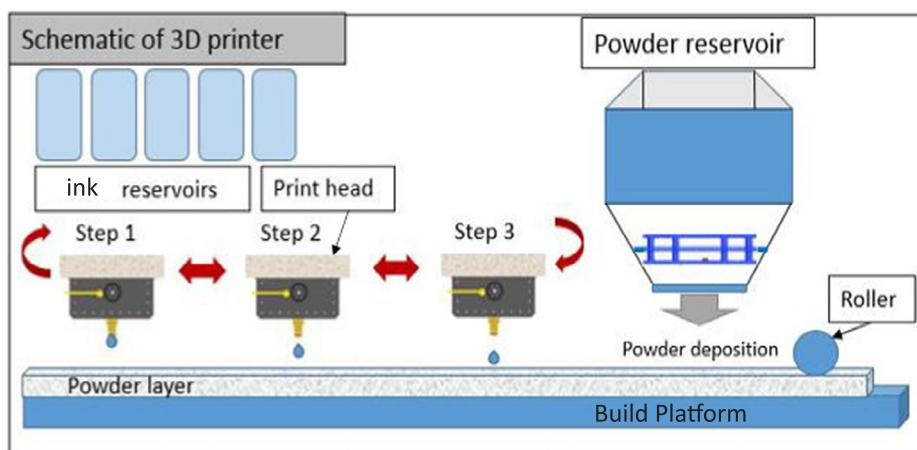 Schematic of 3D printer
Powder reservoir
ink reservoirs
Print head
Step 1
Step 2
Step 3
Roller
Powder deposition
Powder layer
Build Platform